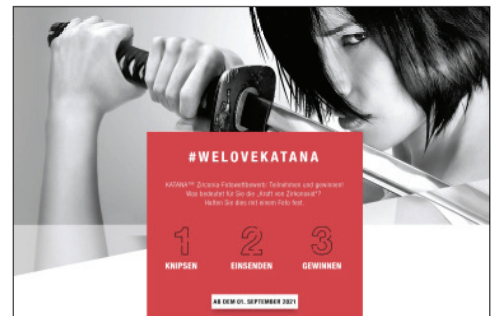 #WELOVEKATANA
KATANA™ Zirconia-Fotowettbewerb: Teilnehmen und gewinnen!
Was bedeutet für Sie die „Kraft von Zirkonoxid“?
Halten Sie dies mit einem Foto fest.
1 2 3
KNIPSEN EINSENDEN GEWINNEN
AB DEM 01. SEPTEMBER 2021